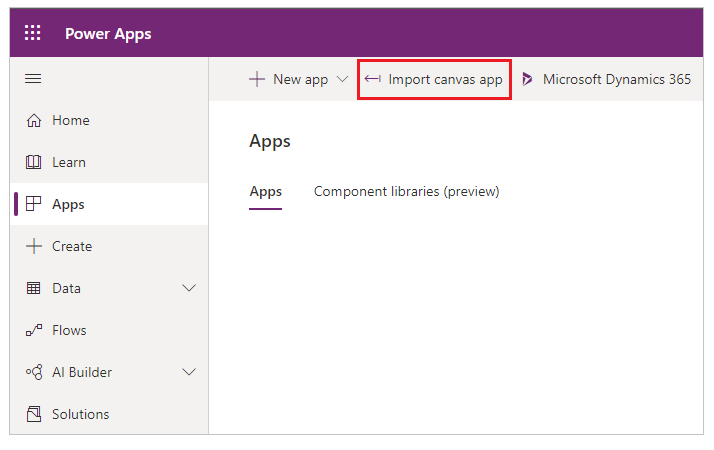 Power Apps
New app
Import canvas app
Microsoft Dynamics 365
Home
Learn
Apps
Create
Data
Flows
AI Builder
Solutions
Apps
Apps
Component libraries (preview)